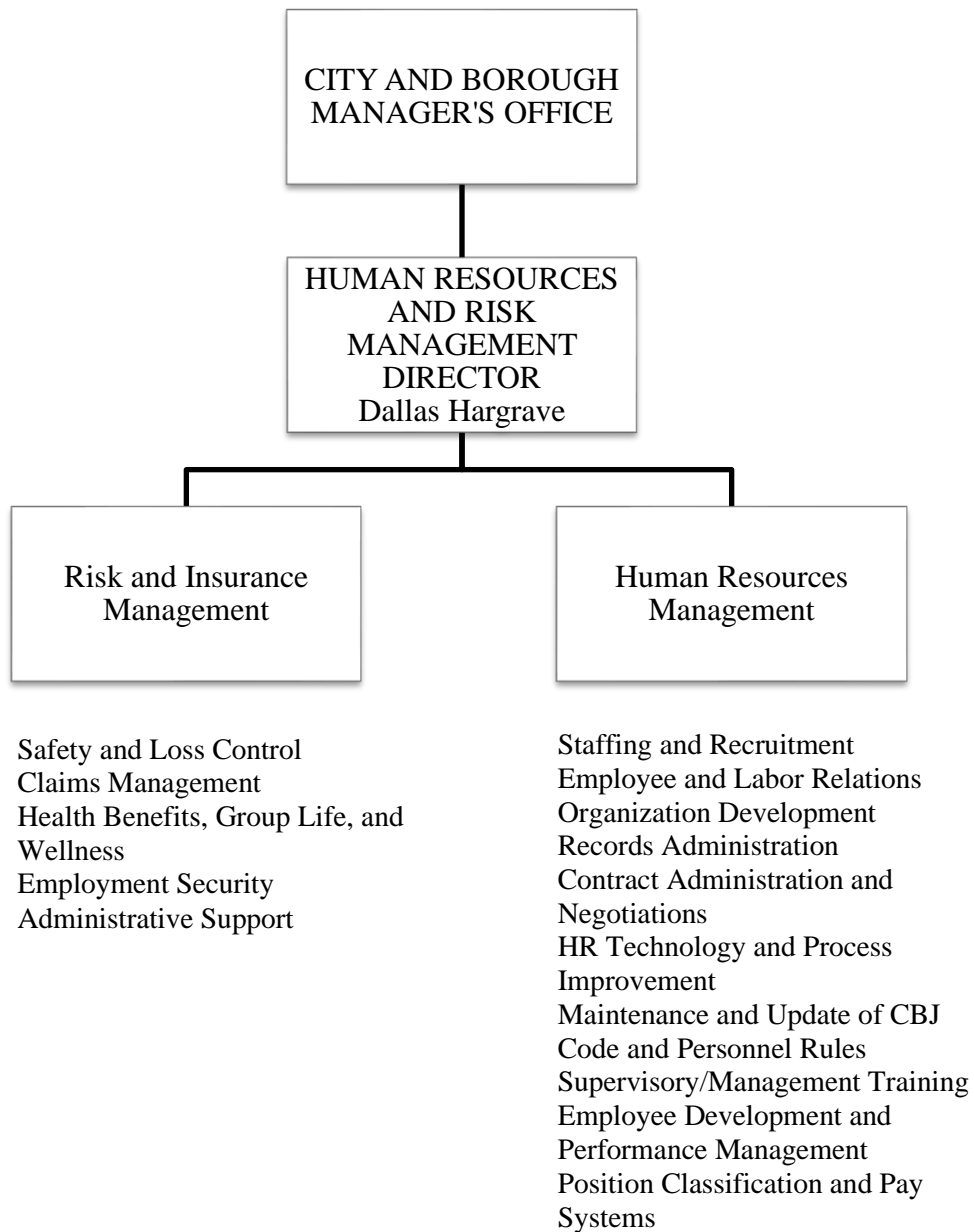 CITY AND BOROUGH
MANAGER'S OFFICE
HUMAN RESOURCES
AND RISK
MANAGEMENT
DIRECTOR
Dallas Hargrave
Risk and Insurance
Management
Safety and Loss Control
Claims Management
Health Benefits, Group Life, and
Wellness
Employment Security
Administrative Support
Human Resources
Management
Staffing and Recruitment
Employee and Labor Relations
Organization Development
Records Administration
Contract Administration and
Negotiations
HR Technology and Process
Improvement
Maintenance and Update of CBJ
Code and Personnel Rules
Supervisory/Management Training
Employee Development and
Performance Management
Position Classification and Pay
Systems